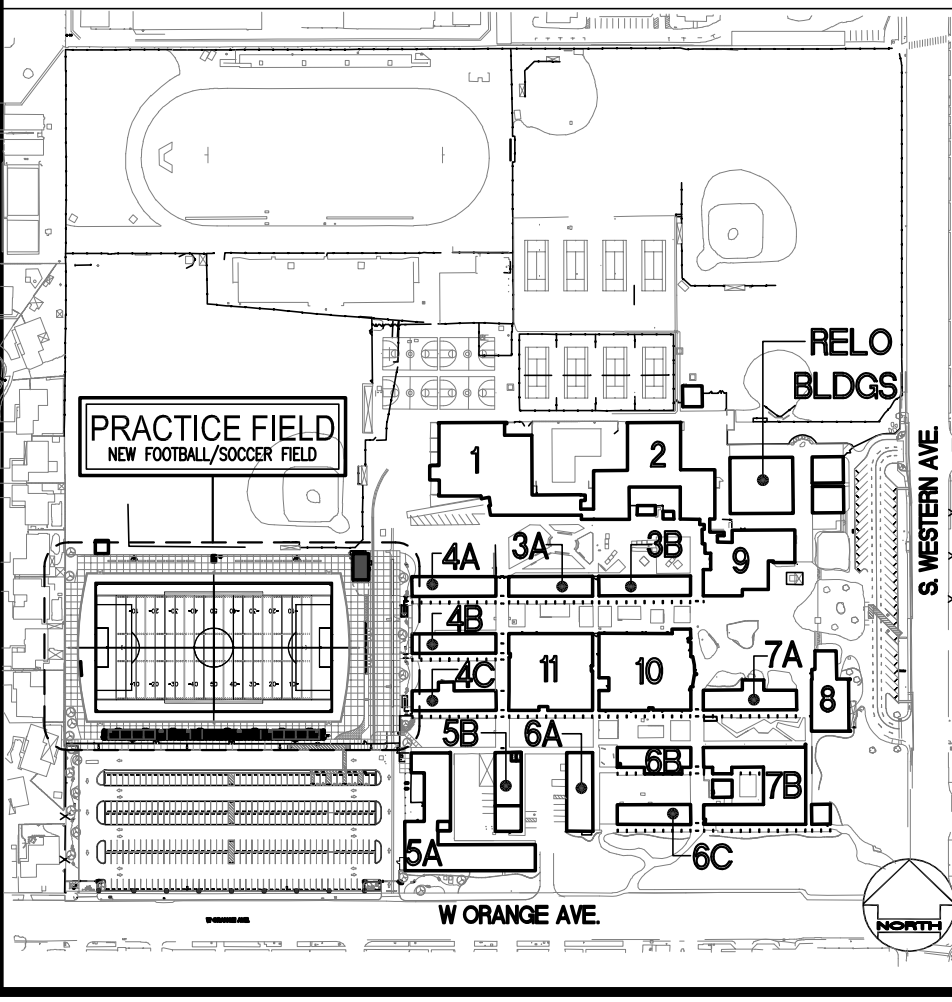 RELO
BLDGS
PRACTICE FIELD
NEW FOOTBALL/SOCCER FIELD
1
2
S. WESTERN AVE.
4A
3A
3B
9
4B
4C
11
10
7A
8
5B
6A
6B
7B
5A
6C
W ORANGE AVE.
NORTH